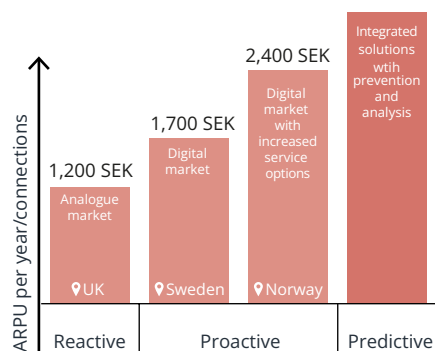 ARPU per year/connections
1,200 SEK
Analogue
market
UK
1,700 SEK
Digital
market
Sweden
2,400 SEK
Digital
market
with
increased
service
options
Norway
Integrated
solutions
wtih
prevention
and
analysis
Reactive
Proactive
Predictive